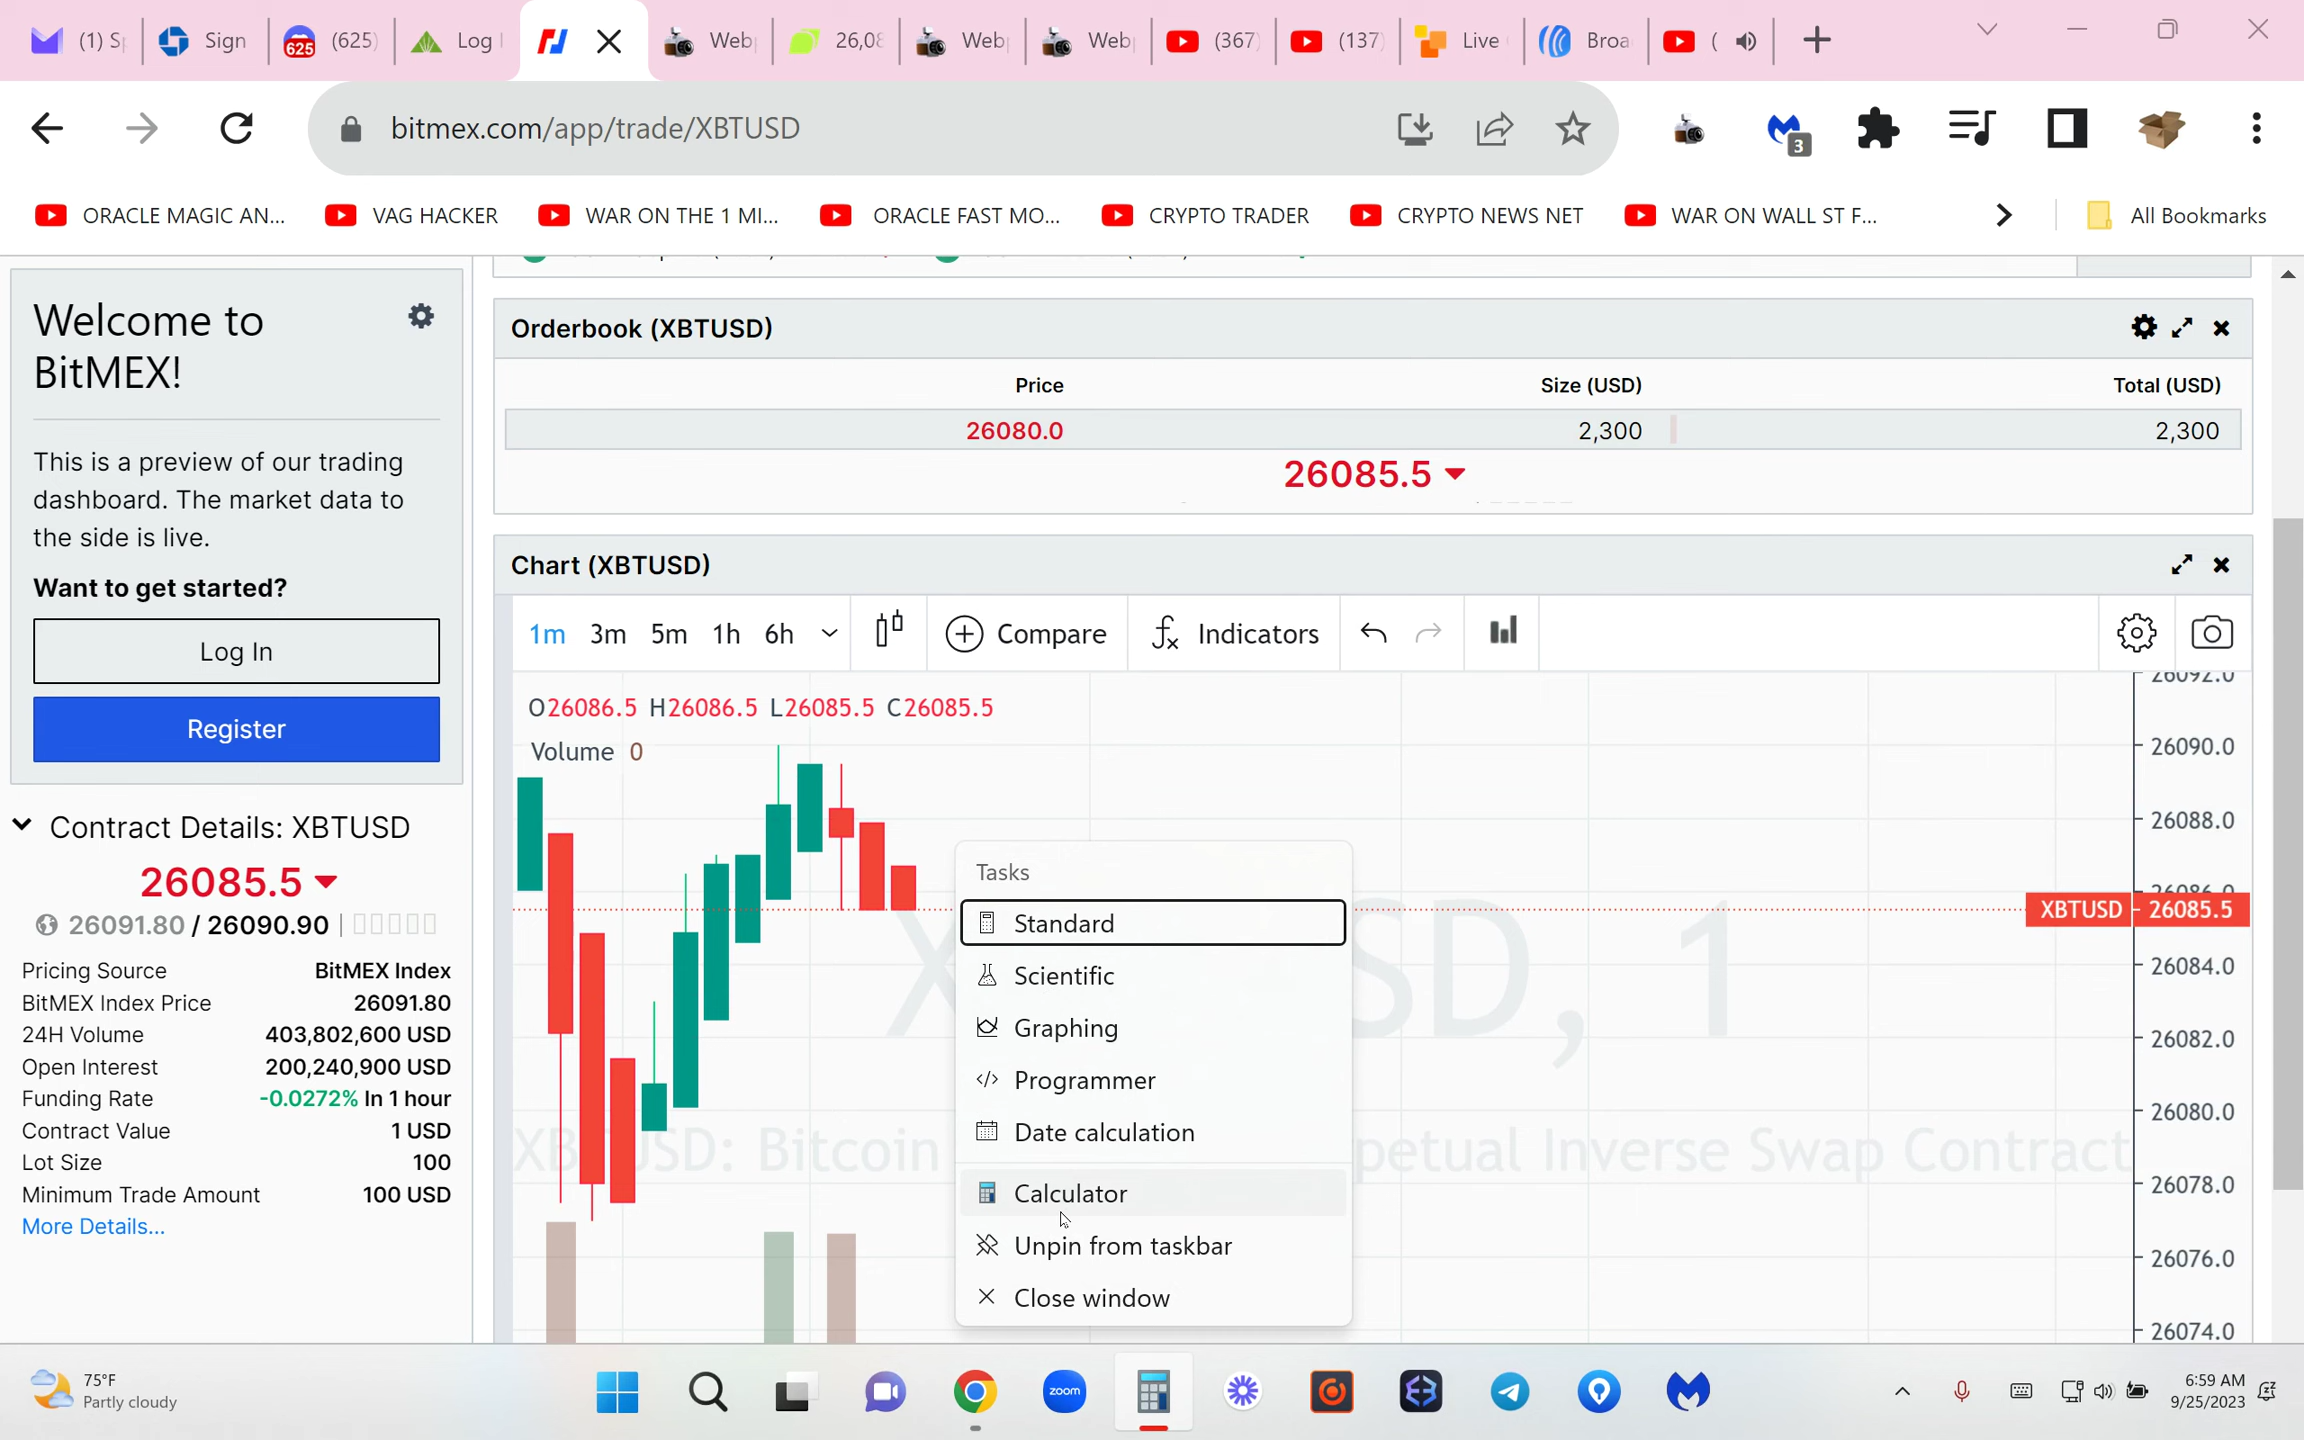 (1) Sp
Sign
625
(625)
Log I
Web
26,08
Web
Web
(367)
(137)
Live
Broa
(
bitmex.com/app/trade/XBTUSD
3
ORACLE MAGIC AN...
VAG HACKER
WAR ON THE 1 MI...
ORACLE FAST MO...
CRYPTO TRADER
CRYPTO NEWS NET
WAR ON WALL ST F...
All Bookmarks
Welcome to
BitMEX!
This is a preview of our trading
dashboard. The market data to
the side is live.
Want to get started?
Log In
Register
Contract Details: XBTUSD
26085.5
26091.80 / 26090.90
Pricing Source BitMEX Index
BitMEX Index Price 26091.80
24H Volume 403,802,600 USD
Open Interest 200,240,900 USD
Funding Rate -0.0272% In 1 hour
Contract Value 1 USD
Lot Size 100
Minimum Trade Amount 100 USD
More Details...
Orderbook (XBTUSD)
Price Size (USD) Total (USD)
26080.0 2,300 2,300
26085.5
Chart (XBTUSD)
1m 3m 5m 1h 6h Compare Indicators
O26086.5 H26086.5 L26085.5 C26085.5
Volume 0
26092.0
26090.0
26088.0
26086.0
XBTUSD 26085.5
26084.0
26082.0
26080.0
26078.0
26076.0
26074.0
Tasks
Standard
Scientific
Graphing
Programmer
Date calculation
Calculator
Unpin from taskbar
Close window
75°F
Partly cloudy
zoom
6:59 AM
9/25/2023